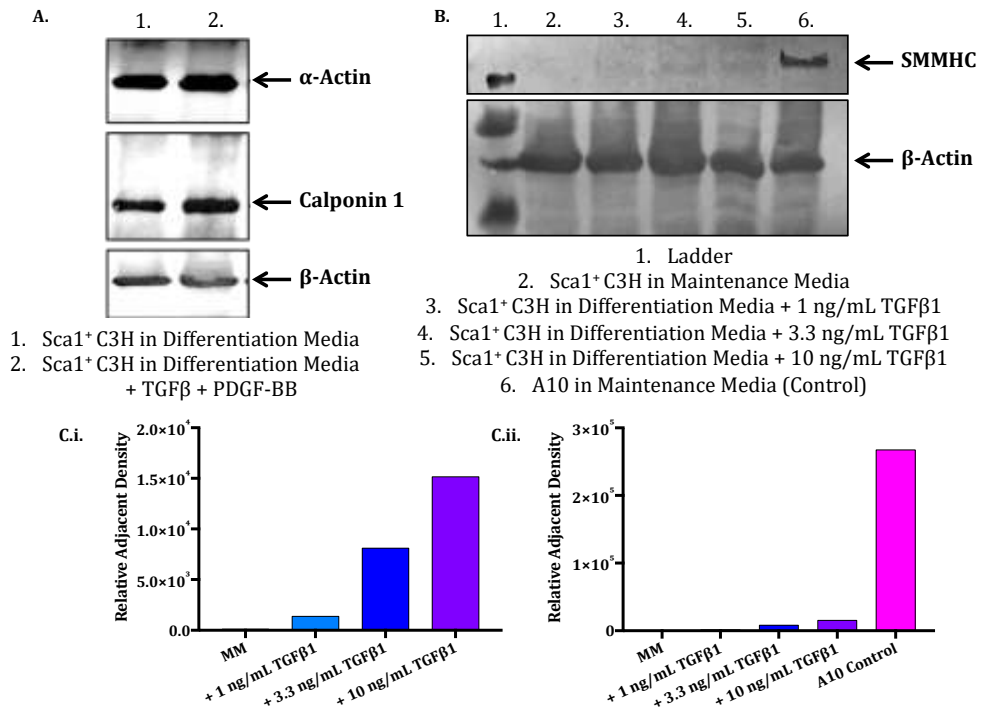 A.
1. 2.
α-Actin
Calponin 1
β-Actin
1. Sca1⁺ C3H in Differentiation Media
2. Sca1⁺ C3H in Differentiation Media
+ TGFβ + PDGF-BB
B.
1. 2. 3. 4. 5. 6.
SMMHC
β-Actin
1. Ladder
2. Sca1⁺ C3H in Maintenance Media
3. Sca1⁺ C3H in Differentiation Media + 1 ng/mL TGFβ1
4. Sca1⁺ C3H in Differentiation Media + 3.3 ng/mL TGFβ1
5. Sca1⁺ C3H in Differentiation Media + 10 ng/mL TGFβ1
6. A10 in Maintenance Media (Control)
C.i.
Relative Adjacent Density
2.0×10⁴
1.5×10⁴
1.0×10⁴
5.0×10³
0.0
MM
+ 1 ng/mL TGFβ1
+ 3.3 ng/mL TGFβ1
+ 10 ng/mL TGFβ1
C.ii.
Relative Adjacent Density
3×10⁵
2×10⁵
1×10⁵
0
MM
+ 1 ng/mL TGFβ1
+ 3.3 ng/mL TGFβ1
+ 10 ng/mL TGFβ1
A10 Control